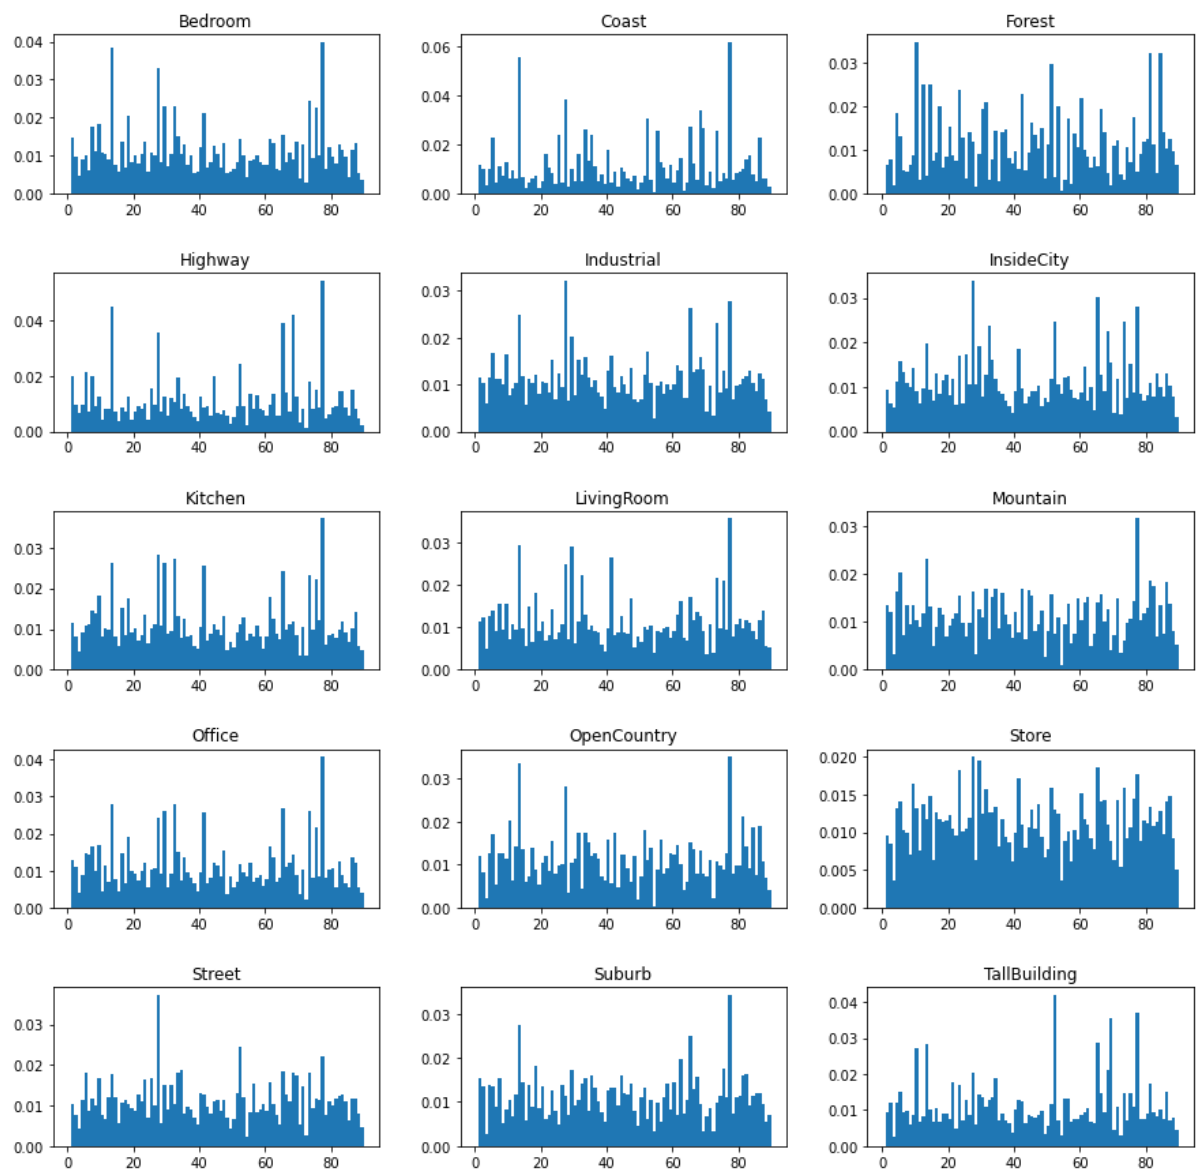 Bedroom Coast Forest
0.04 0.06 0.03
0.03 0.04 0.02
0.02 0.02 0.01
0.01 0.00 0.00
0.00
0 20 40 60 80 0 20 40 60 80 0 20 40 60 80
Highway Industrial InsideCity
0.04 0.03 0.03
0.02 0.02 0.02
0.00 0.01 0.01
0.00 0.00
0 20 40 60 80 0 20 40 60 80 0 20 40 60 80
Kitchen LivingRoom Mountain
0.03 0.03 0.03
0.02 0.02 0.02
0.01 0.01 0.01
0.00 0.00 0.00
0 20 40 60 80 0 20 40 60 80 0 20 40 60 80
Office OpenCountry Store
0.04 0.03 0.020
0.03 0.02 0.015
0.02 0.01 0.010
0.01 0.00 0.005
0.00 0.000
0 20 40 60 80 0 20 40 60 80 0 20 40 60 80
Street Suburb TallBuilding
0.03 0.03 0.04
0.02 0.02 0.03
0.01 0.01 0.02
0.00 0.00 0.01
0.00
0 20 40 60 80 0 20 40 60 80 0 20 40 60 80